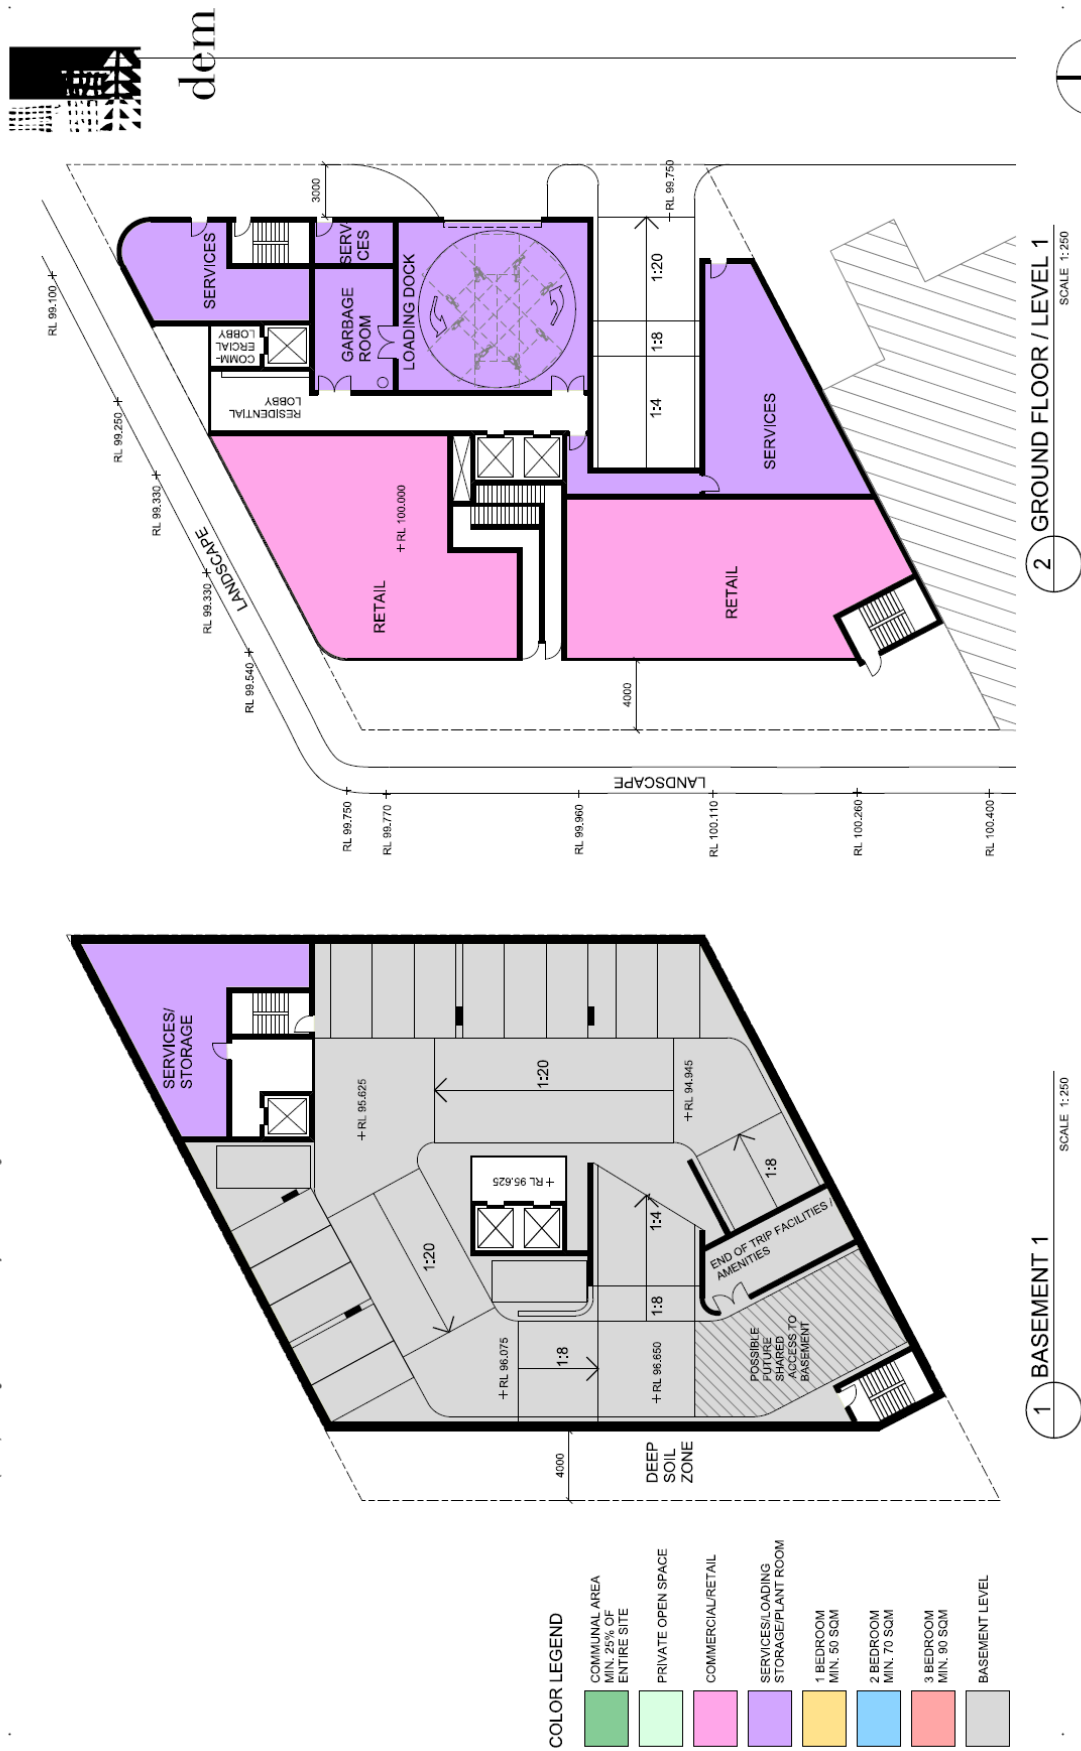 dem
COLOR LEGEND
COMMUNAL AREA
MIN. 25% OF
ENTIRE SITE
PRIVATE OPEN SPACE
COMMERCIAL/RETAIL
SERVICES/LOADING
STORAGE/PLANT ROOM
1 BEDROOM
MIN. 50 SQM
2 BEDROOM
MIN. 70 SQM
3 BEDROOM
MIN. 90 SQM
BASEMENT LEVEL
SERVICES/
STORAGE
RL 95.625
1:20
RL 94.945
1:20
RL 95.625
1:8
1:4
1:8
END OF TRIP FACILITIES /
AMENITIES
RL 96.075
1:8
RL 96.650
POSSIBLE
FUTURE
SHARED
ACCESS TO
BASEMENT
4000
DEEP
SOIL
ZONE
1
BASEMENT 1
SCALE 1:250
RL 99.100
RL 99.250
RL 99.330
RL 99.330
RL 99.540
LANDSCAPE
RL 99.750
RL 99.770
RL 99.960
RL 100.110
RL 100.260
RL 100.400
LANDSCAPE
3000
SERVICES
SERV-
ICES
COMM-
ERCIAL
LOBBY
GARBAGE
ROOM
LOADING DOCK
RESIDENTIAL
LOBBY
RL 99.750
1:20
1:8
1:4
SERVICES
RETAIL
RL 100.000
RETAIL
4000
2
GROUND FLOOR / LEVEL 1
SCALE 1:250